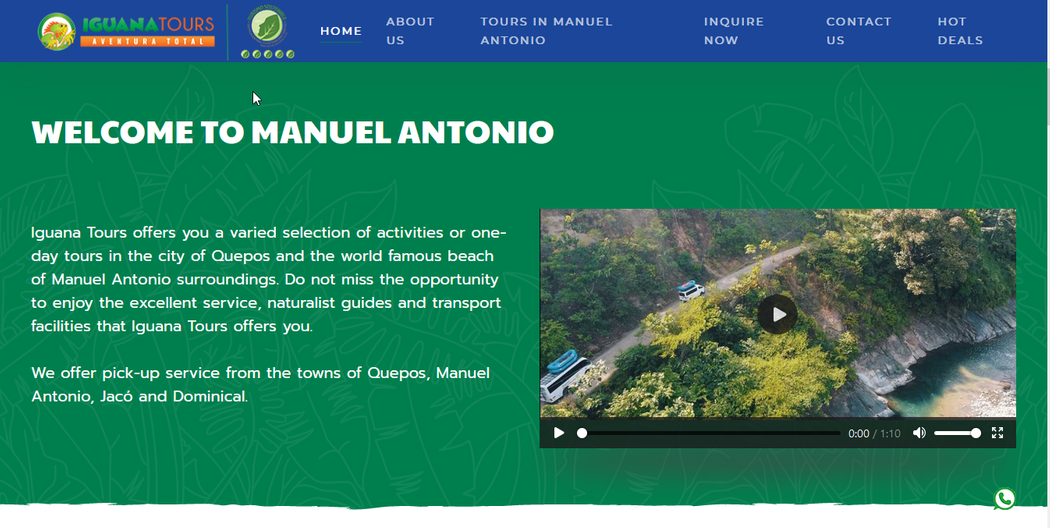 IGUANATOURS
AVENTURA TOTAL
HOME
ABOUT US
TOURS IN MANUEL ANTONIO
INQUIRE NOW
CONTACT US
HOT DEALS
WELCOME TO MANUEL ANTONIO
Iguana Tours offers you a varied selection of activities or one-
day tours in the city of Quepos and the world famous beach
of Manuel Antonio surroundings. Do not miss the opportunity
to enjoy the excellent service, naturalist guides and transport
facilities that Iguana Tours offers you.
We offer pick-up service from the towns of Quepos, Manuel
Antonio, Jacó and Dominical.
0:00 / 1:10